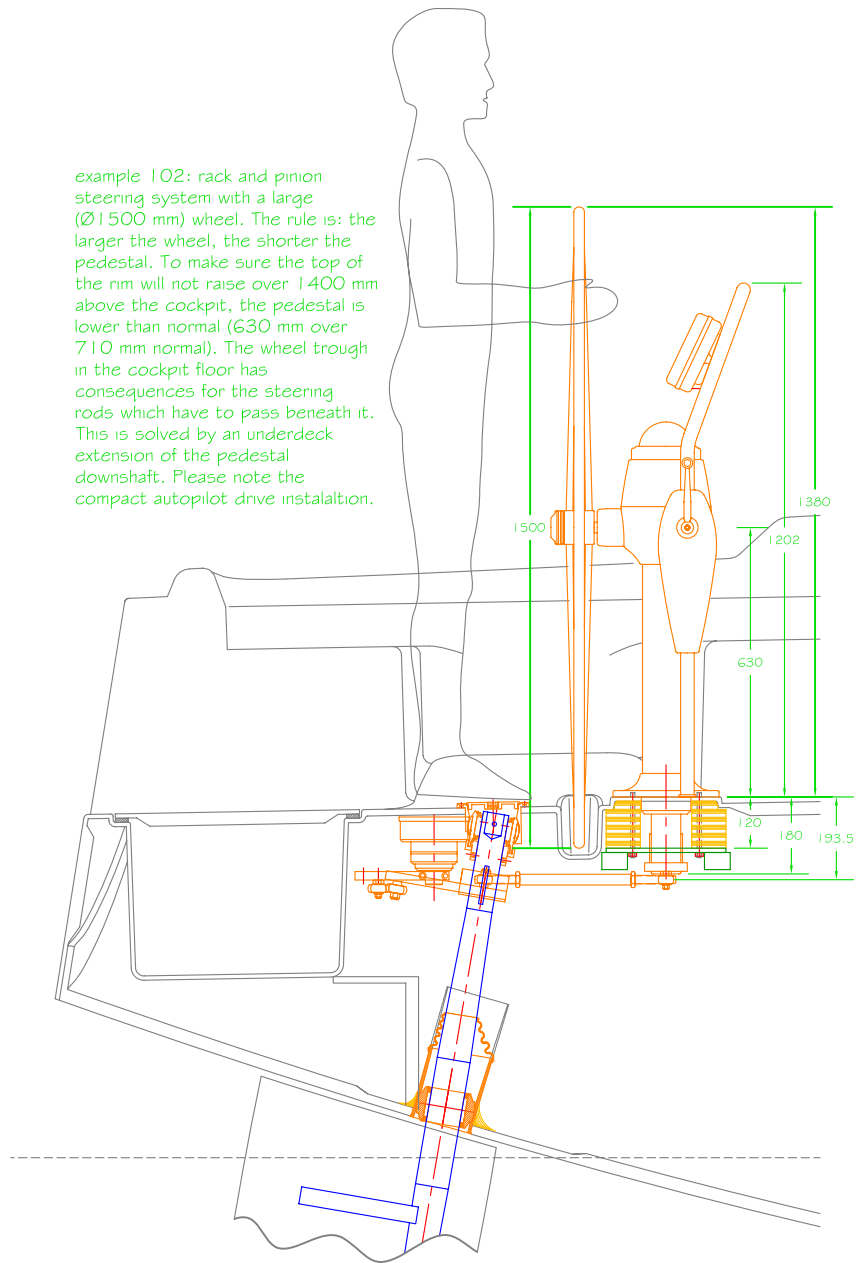 example 102: rack and pinion
steering system with a large
(Ø1500 mm) wheel. The rule is: the
larger the wheel, the shorter the
pedestal. To make sure the top of
the rim will not raise over 1400 mm
above the cockpit, the pedestal is
lower than normal (630 mm over
710 mm normal). The wheel trough
in the cockpit floor has
consequences for the steering
rods which have to pass beneath it.
This is solved by an underdeck
extension of the pedestal
downshaft. Please note the
compact autopilot drive instalaltion.
1380
1500
1202
630
120
180
193.5